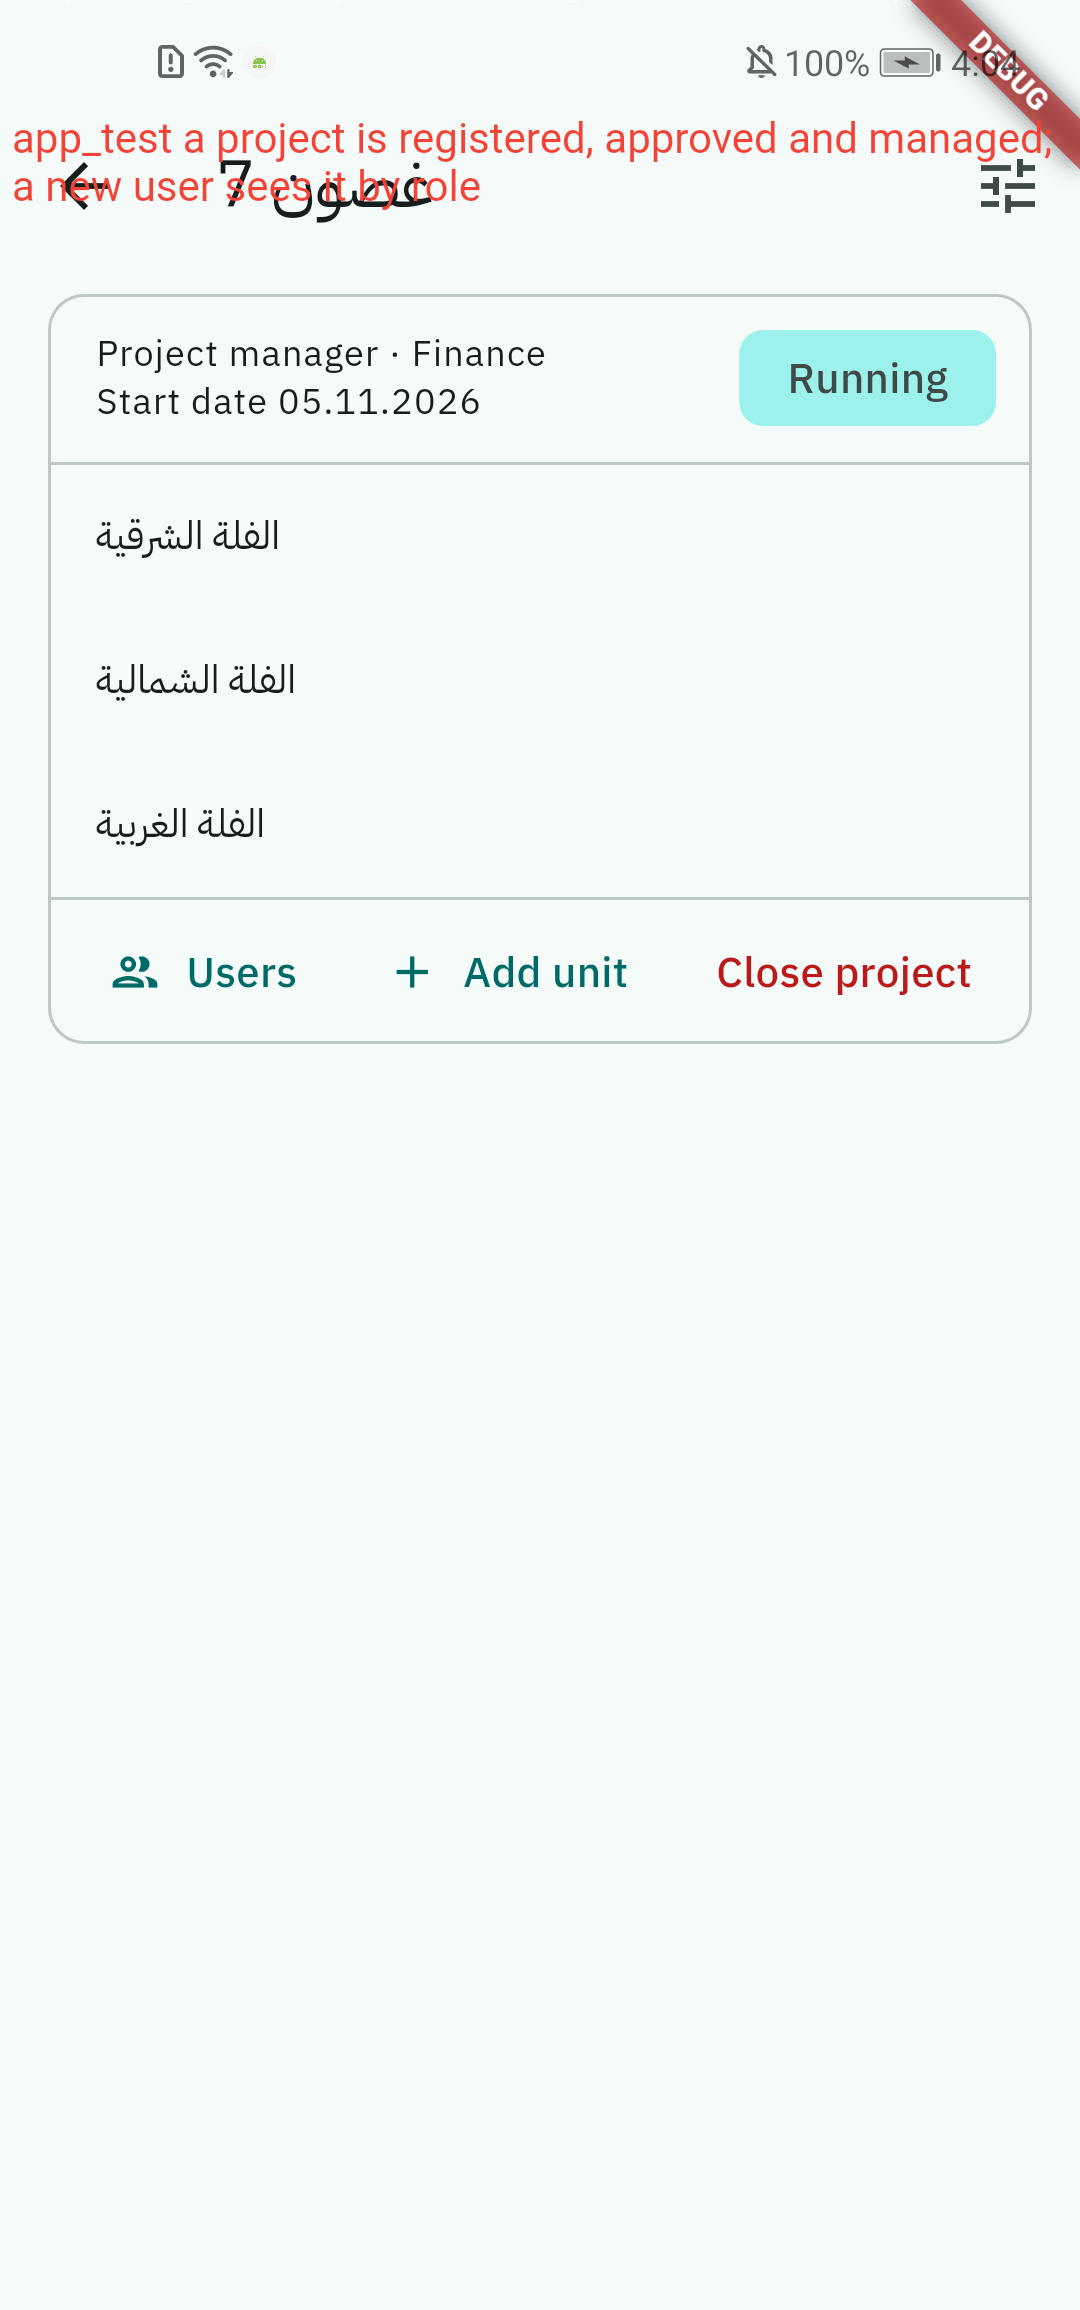 100%
4:04
DEBUG
app_test a project is registered, approved and managed;
a new user sees it by role
غصون 7
Project manager · Finance
Start date 05.11.2026
Running
الفلة الشرقية
الفلة الشمالية
الفلة الغربية
Users
Add unit
Close project